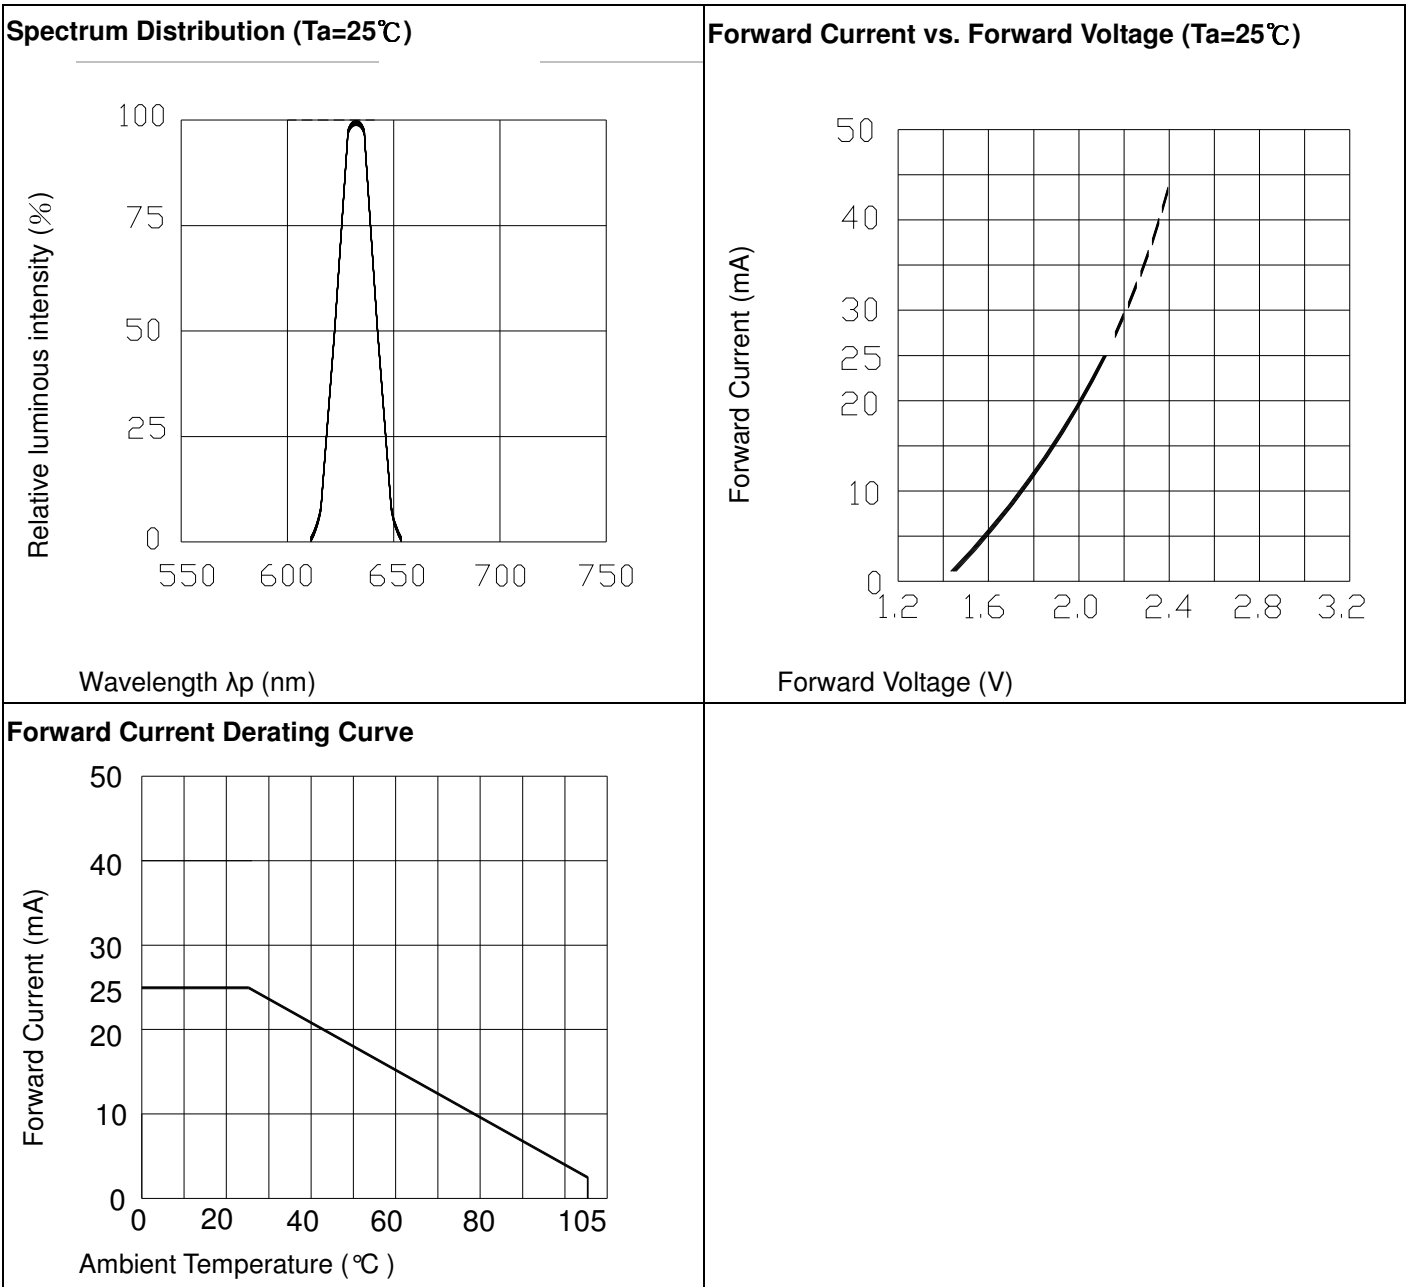 Spectrum Distribution (Ta=25℃)
Relative luminous intensity (%)
100
75
50
25
0
550 600 650 700 750
Wavelength λp (nm)
Forward Current vs. Forward Voltage (Ta=25℃)
Forward Current (mA)
50
40
30
25
20
10
0
1.2 1.6 2.0 2.4 2.8 3.2
Forward Voltage (V)
Forward Current Derating Curve
Forward Current (mA)
50
40
30
25
20
10
0
0 20 40 60 80 105
Ambient Temperature ( °C )